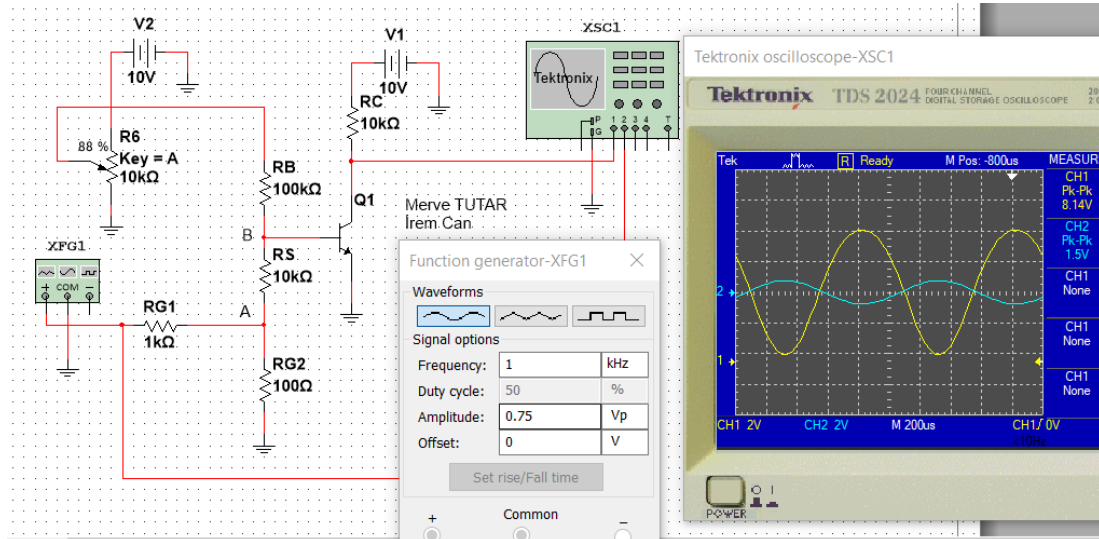 V2
10V
V1
10V
XSC1
Tektronix
P
G
1 2 3 4 T
RC
10kΩ
R6
88 %
Key = A
10kΩ
RB
100kΩ
Q1
B
Merve TUTAR
İrem Can
RS
10kΩ
XFG1
+ COM −
RG1
1kΩ
A
RG2
100Ω
Function generator-XFG1
Waveforms
Signal options
Frequency: 1 kHz
Duty cycle: 50 %
Amplitude: 0.75 Vp
Offset: 0 V
Set rise/Fall time
+ Common −
Tektronix oscilloscope-XSC1
Tektronix TDS 2024 FOUR CHANNEL
DIGITAL STORAGE OSCILLOSCOPE
Tek R Ready M Pos: -800us MEASUR
CH1
Pk-Pk
8.14V
CH2
Pk-Pk
1.5V
CH1
None
CH1
None
CH1
None
2
1
CH1 2V CH2 2V M 200us CH1 0V
POWER